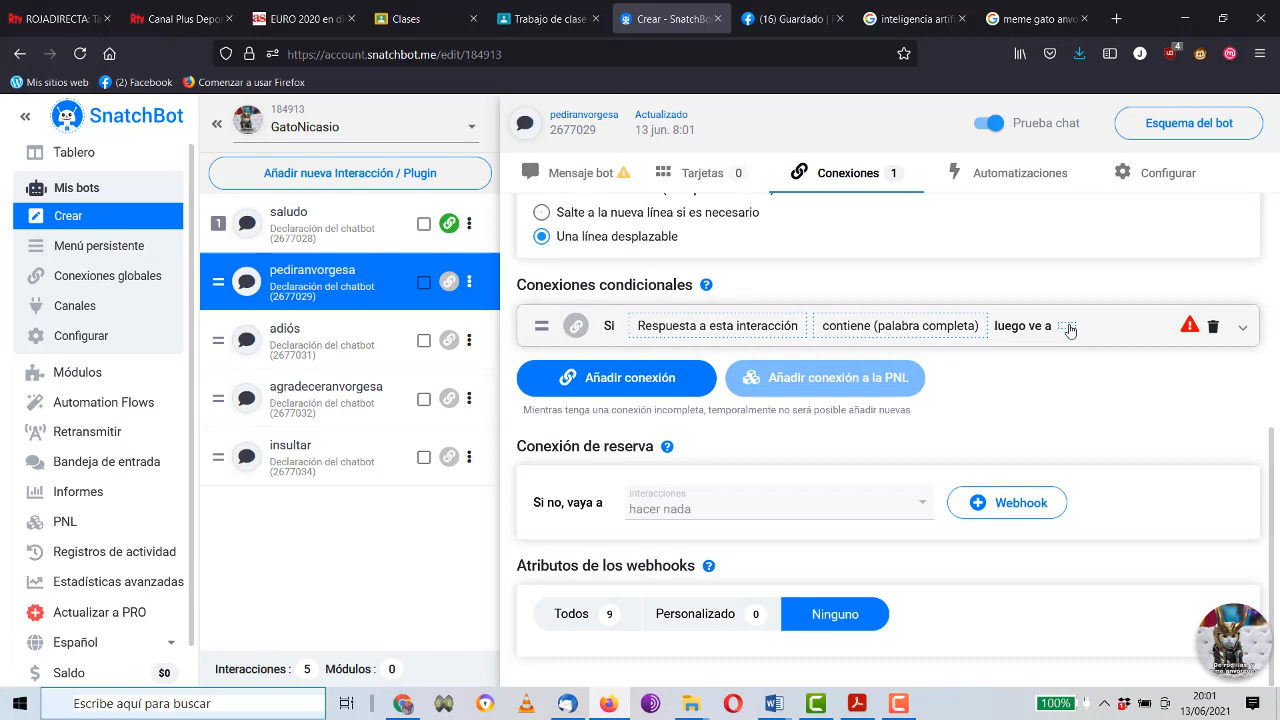 ROJADIRECTA: Tar
Canal Plus Depor
EURO 2020 en di
Clases
Trabajo de clase
Crear - SnatchBo
(16) Guardado |
inteligencia artifi
meme gato anvo
https://account.snatchbot.me/edit/184913
4
Mis sitios web
(2) Facebook
Comenzar a usar Firefox
SnatchBot
184913
GatoNicasio
pediranvorgesa
2677029
Actualizado
13 jun. 8:01
Prueba chat
Esquema del bot
Tablero
Mis bots
Crear
Menú persistente
Conexiones globales
Canales
Configurar
Módulos
Automation Flows
Retransmitir
Bandeja de entrada
Informes
PNL
Registros de actividad
Estadísticas avanzadas
Actualizar a PRO
Español
Saldo $0
Añadir nueva Interacción / Plugin
1
saludo
Declaración del chatbot
(2677028)
pediranvorgesa
Declaración del chatbot
(2677029)
adiós
Declaración del chatbot
(2677031)
agradeceranvorgesa
Declaración del chatbot
(2677032)
insultar
Declaración del chatbot
(2677034)
Interacciones : 5 Módulos : 0
Mensaje bot
Tarjetas 0
Conexiones 1
Automatizaciones
Configurar
Salte a la nueva línea si es necesario
Una línea desplazable
Conexiones condicionales
Si Respuesta a esta interacción contiene (palabra completa) luego ve a
Añadir conexión
Añadir conexión a la PNL
Mientras tenga una conexión incompleta, temporalmente no será posible añadir nuevas
Conexión de reserva
Si no, vaya a
Interacciones
hacer nada
Webhook
Atributos de los webhooks
Todos 9
Personalizado 0
Ninguno
De rodillas y
Escribe aquí para buscar
100%
20:01
13/06/2021